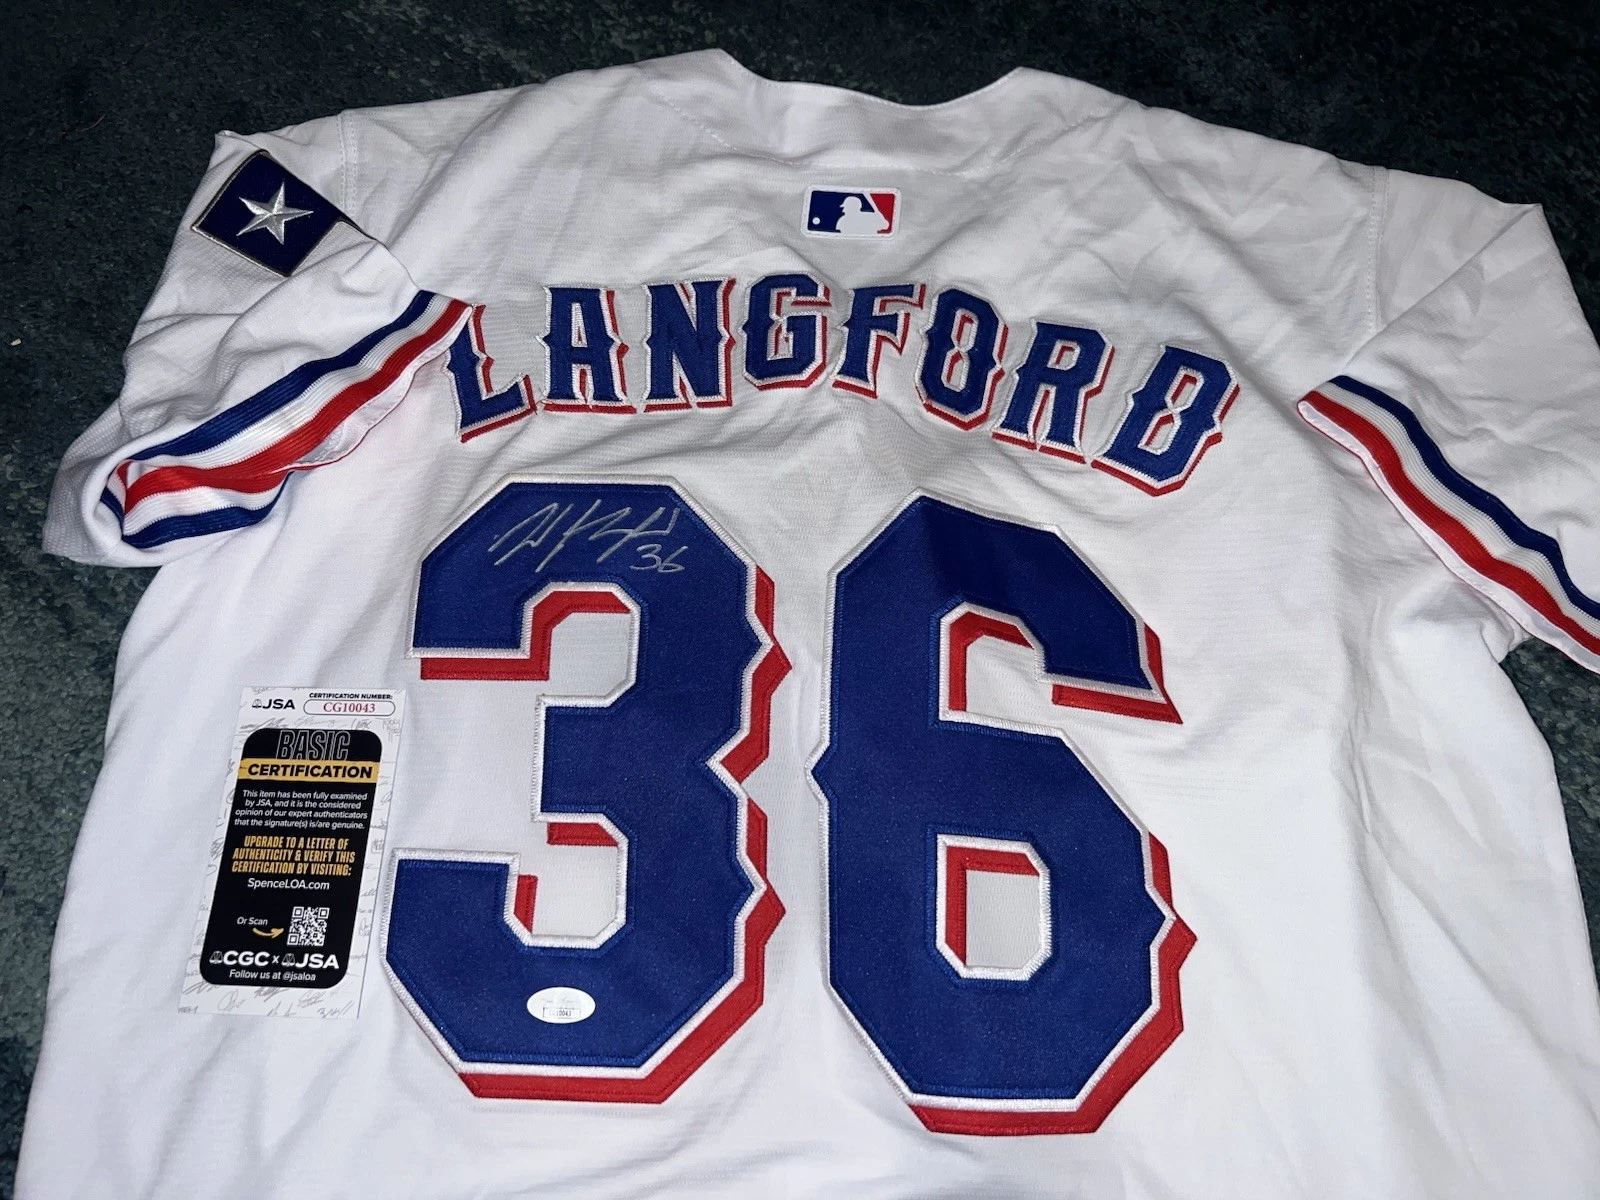 LANGFORD
36
36
JSA
CERTIFICATION NUMBER:
CG10043
BASIC
CERTIFICATION
This item has been fully examined
by JSA, and it is the considered
opinion of our expert authenticators
that the signature(s) is/are genuine.
UPGRADE TO A LETTER OF
AUTHENTICITY & VERIFY THIS
CERTIFICATION BY VISITING:
SpenceLOA.com
Or Scan
CGC x JSA
Follow us at @jsaloa
CG10043